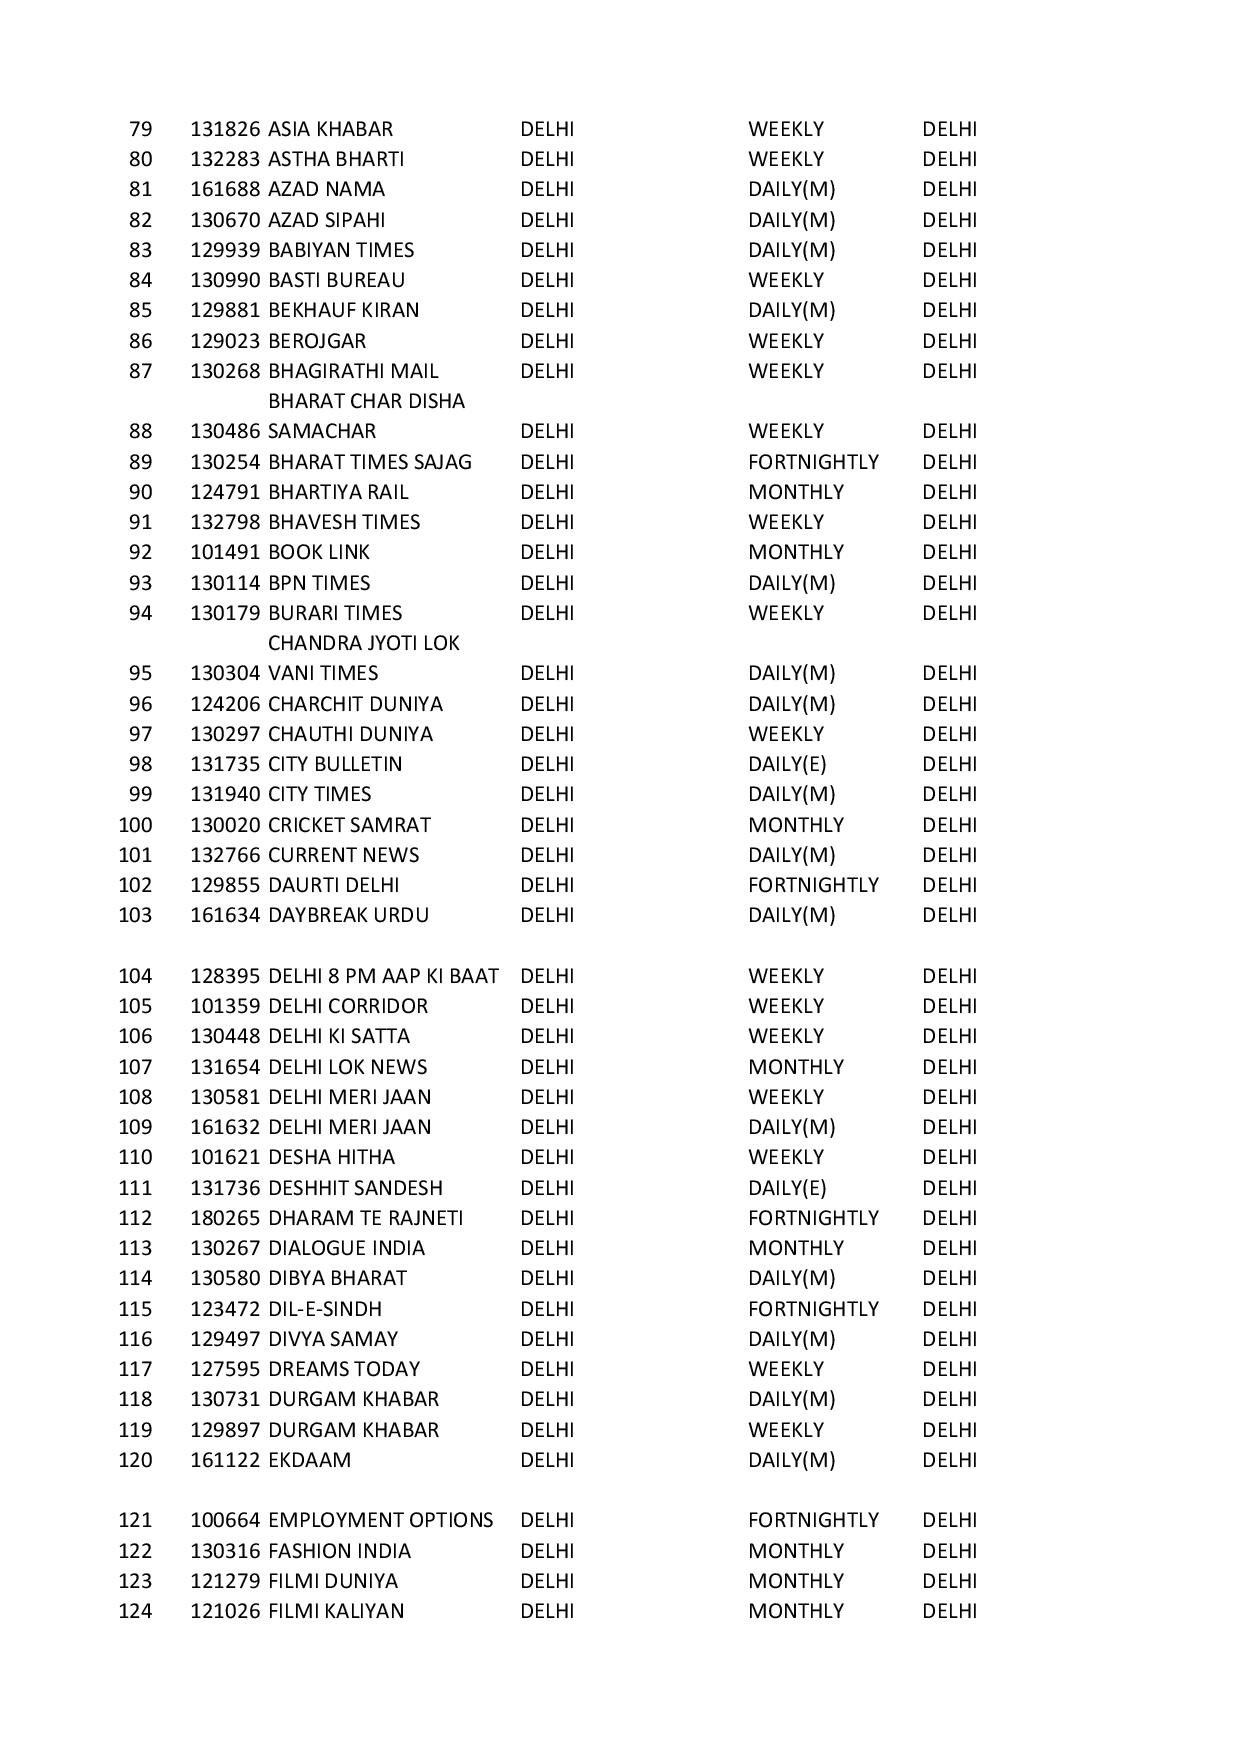 79 131826 ASIA KHABAR DELHI WEEKLY DELHI
80 132283 ASTHA BHARTI DELHI WEEKLY DELHI
81 161688 AZAD NAMA DELHI DAILY(M) DELHI
82 130670 AZAD SIPAHI DELHI DAILY(M) DELHI
83 129939 BABIYAN TIMES DELHI DAILY(M) DELHI
84 130990 BASTI BUREAU DELHI WEEKLY DELHI
85 129881 BEKHAUF KIRAN DELHI DAILY(M) DELHI
86 129023 BEROJGAR DELHI WEEKLY DELHI
87 130268 BHAGIRATHI MAIL DELHI WEEKLY DELHI
BHARAT CHAR DISHA
88 130486 SAMACHAR DELHI WEEKLY DELHI
89 130254 BHARAT TIMES SAJAG DELHI FORTNIGHTLY DELHI
90 124791 BHARTIYA RAIL DELHI MONTHLY DELHI
91 132798 BHAVESH TIMES DELHI WEEKLY DELHI
92 101491 BOOK LINK DELHI MONTHLY DELHI
93 130114 BPN TIMES DELHI DAILY(M) DELHI
94 130179 BURARI TIMES DELHI WEEKLY DELHI
CHANDRA JYOTI LOK
95 130304 VANI TIMES DELHI DAILY(M) DELHI
96 124206 CHARCHIT DUNIYA DELHI DAILY(M) DELHI
97 130297 CHAUTHI DUNIYA DELHI WEEKLY DELHI
98 131735 CITY BULLETIN DELHI DAILY(E) DELHI
99 131940 CITY TIMES DELHI DAILY(M) DELHI
100 130020 CRICKET SAMRAT DELHI MONTHLY DELHI
101 132766 CURRENT NEWS DELHI DAILY(M) DELHI
102 129855 DAURTI DELHI DELHI FORTNIGHTLY DELHI
103 161634 DAYBREAK URDU DELHI DAILY(M) DELHI
104 128395 DELHI 8 PM AAP KI BAAT DELHI WEEKLY DELHI
105 101359 DELHI CORRIDOR DELHI WEEKLY DELHI
106 130448 DELHI KI SATTA DELHI WEEKLY DELHI
107 131654 DELHI LOK NEWS DELHI MONTHLY DELHI
108 130581 DELHI MERI JAAN DELHI WEEKLY DELHI
109 161632 DELHI MERI JAAN DELHI DAILY(M) DELHI
110 101621 DESHA HITHA DELHI WEEKLY DELHI
111 131736 DESHHIT SANDESH DELHI DAILY(E) DELHI
112 180265 DHARAM TE RAJNETI DELHI FORTNIGHTLY DELHI
113 130267 DIALOGUE INDIA DELHI MONTHLY DELHI
114 130580 DIBYA BHARAT DELHI DAILY(M) DELHI
115 123472 DIL-E-SINDH DELHI FORTNIGHTLY DELHI
116 129497 DIVYA SAMAY DELHI DAILY(M) DELHI
117 127595 DREAMS TODAY DELHI WEEKLY DELHI
118 130731 DURGAM KHABAR DELHI DAILY(M) DELHI
119 129897 DURGAM KHABAR DELHI WEEKLY DELHI
120 161122 EKDAAM DELHI DAILY(M) DELHI
121 100664 EMPLOYMENT OPTIONS DELHI FORTNIGHTLY DELHI
122 130316 FASHION INDIA DELHI MONTHLY DELHI
123 121279 FILMI DUNIYA DELHI MONTHLY DELHI
124 121026 FILMI KALIYAN DELHI MONTHLY DELHI